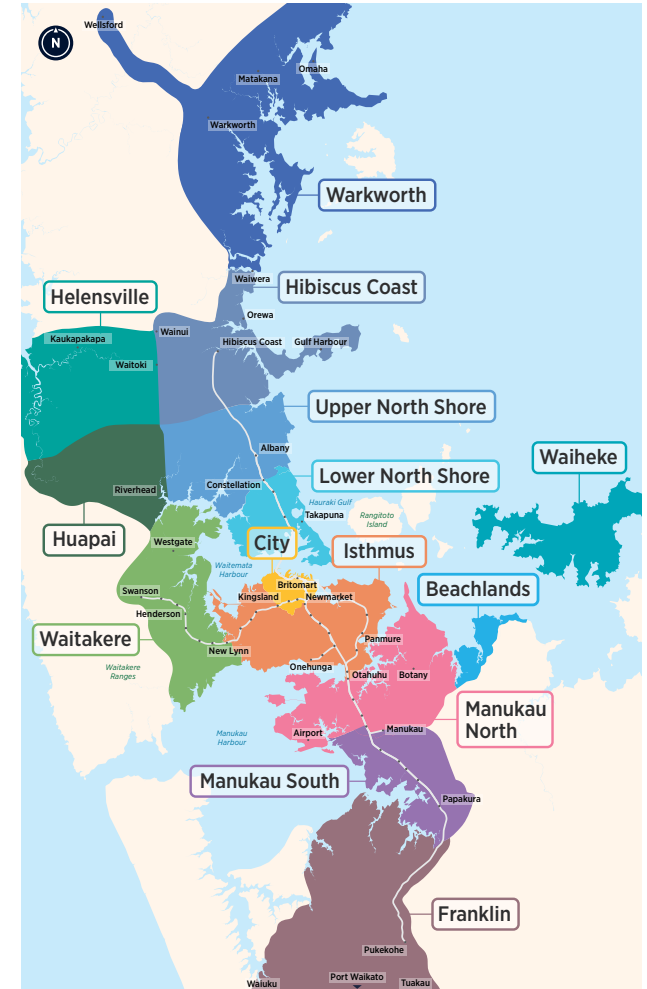 Wellsford
N
Omaha
Matakana
Warkworth
Warkworth
Waiwera
Hibiscus Coast
Helensville
Orewa
Wainui
Kaukapakapa
Hibiscus Coast
Gulf Harbour
Waitoki
Upper North Shore
Albany
Waiheke
Lower North Shore
Constellation
Riverhead
Hauraki Gulf
Takapuna
Rangitoto
Island
Huapai
Westgate
City
Isthmus
Waitemata
Harbour
Beachlands
Britomart
Swanson
Kingsland
Newmarket
Henderson
Waitakere
Panmure
New Lynn
Onehunga
Waitakere
Ranges
Otahuhu
Botany
Manukau
North
Manukau
Airport
Manukau
Harbour
Manukau South
Papakura
Franklin
Pukekohe
Port Waikato
Waiuku
Tuakau